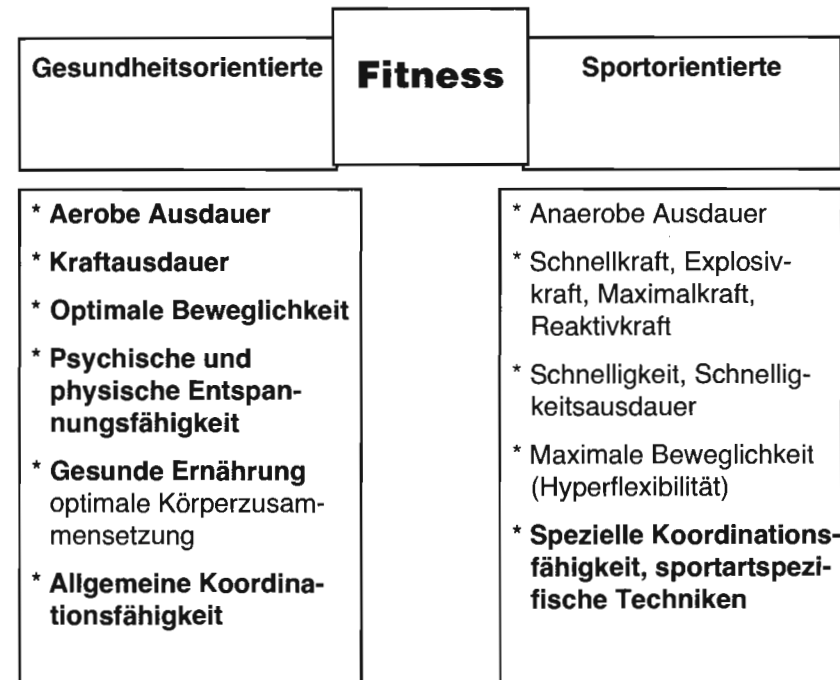 Gesundheitsorientierte
Fitness
Sportorientierte
* Aerobe Ausdauer
* Kraftausdauer
* Optimale Beweglichkeit
* Psychische und
physische Entspan-
nungsfähigkeit
* Gesunde Ernährung
optimale Körperzusam-
mensetzung
* Allgemeine Koordina-
tionsfähigkeit
* Anaerobe Ausdauer
* Schnellkraft, Explosiv-
kraft, Maximalkraft,
Reaktivkraft
* Schnelligkeit, Schnellig-
keitsausdauer
* Maximale Beweglichkeit
(Hyperflexibilität)
* Spezielle Koordinations-
fähigkeit, sportartspezi-
fische Techniken